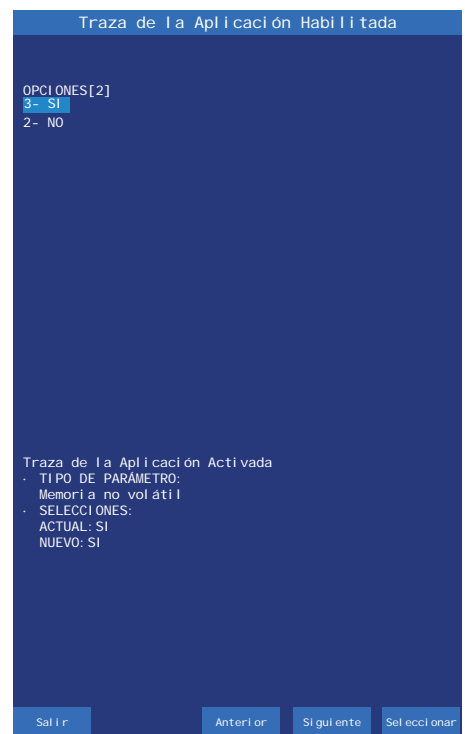 Traza de la Aplicación Habilitada
OPCIONES[2]
3- SI
2- NO
Traza de la Aplicación Activada
· TIPO DE PARÁMETRO:
Memoria no volátil
· SELECCIONES:
ACTUAL: SI
NUEVO: SI
Salir Anterior Siguiente Seleccionar